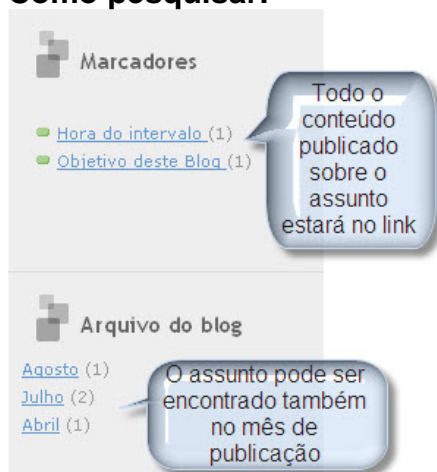 Como pesquisar?
Marcadores
Hora do intervalo (1)
Objetivo deste Blog (1)
Todo o
conteúdo
publicado
sobre o
assunto
estará no link
Arquivo do blog
Agosto (1)
Julho (2)
Abril (1)
O assunto pode ser
encontrado também
no mês de
publicação